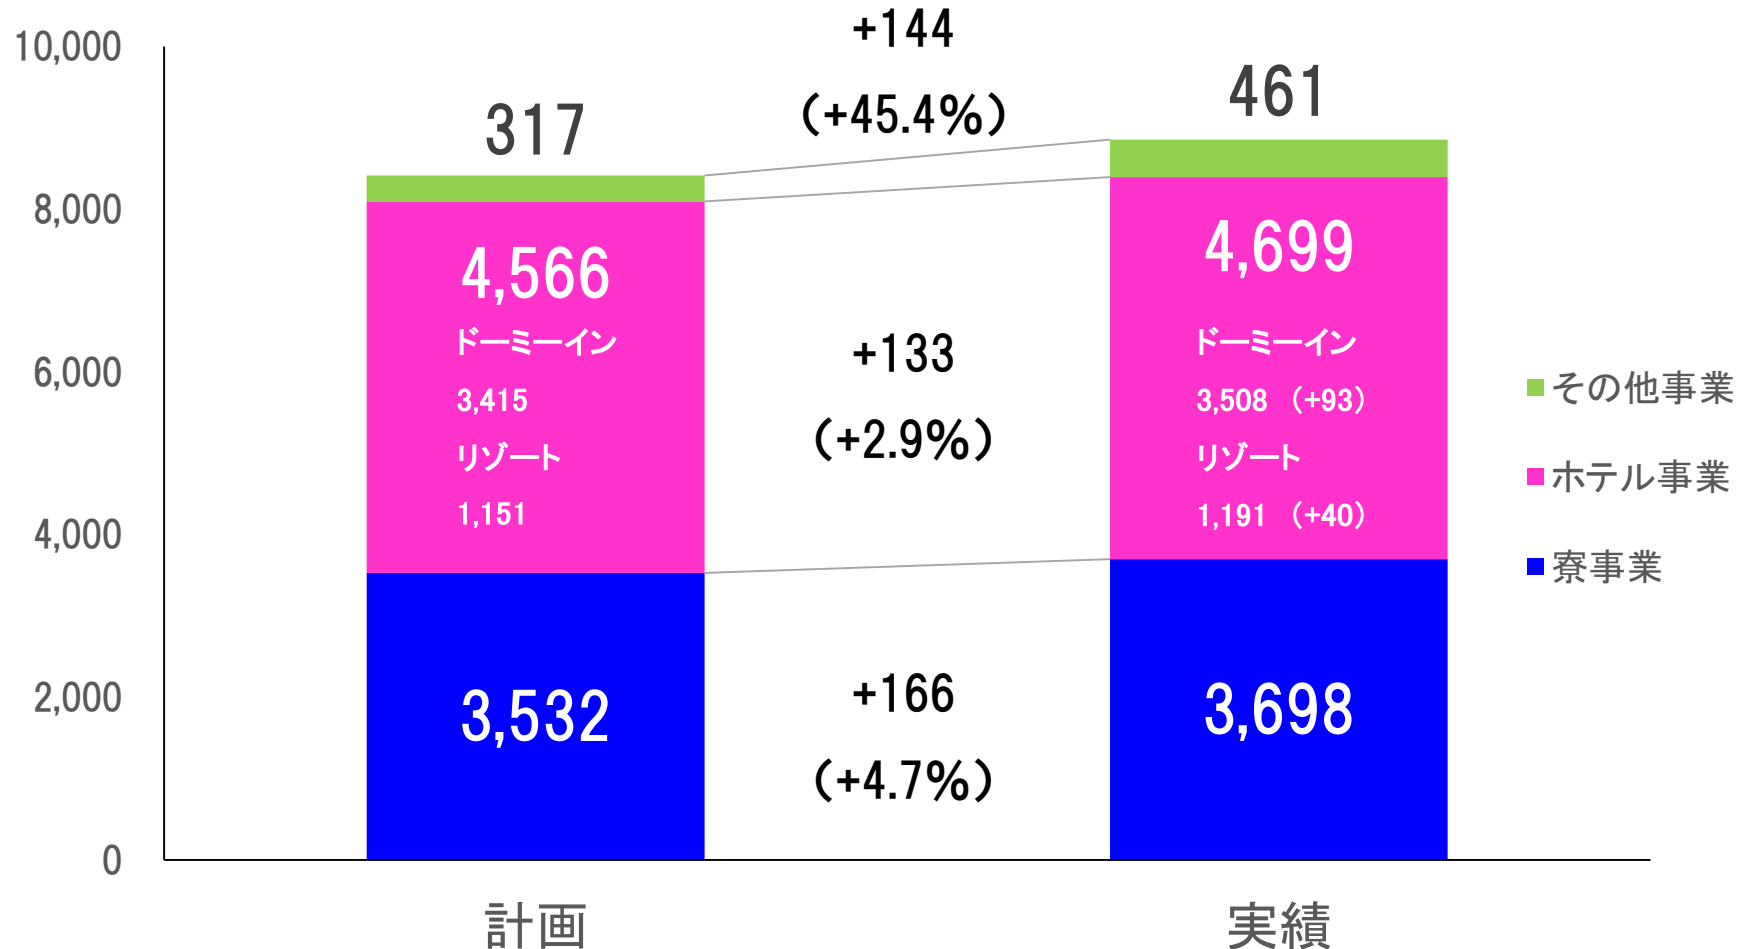 10,000
8,000
6,000
4,000
2,000
0
317
4,566
ドーミーイン
3,415
リゾート
1,151
3,532
計画
+144
(+45.4%)
+133
(+2.9%)
+166
(+4.7%)
461
4,699
ドーミーイン
3,508 (+93)
リゾート
1,191 (+40)
3,698
実績
その他事業
ホテル事業
寮事業